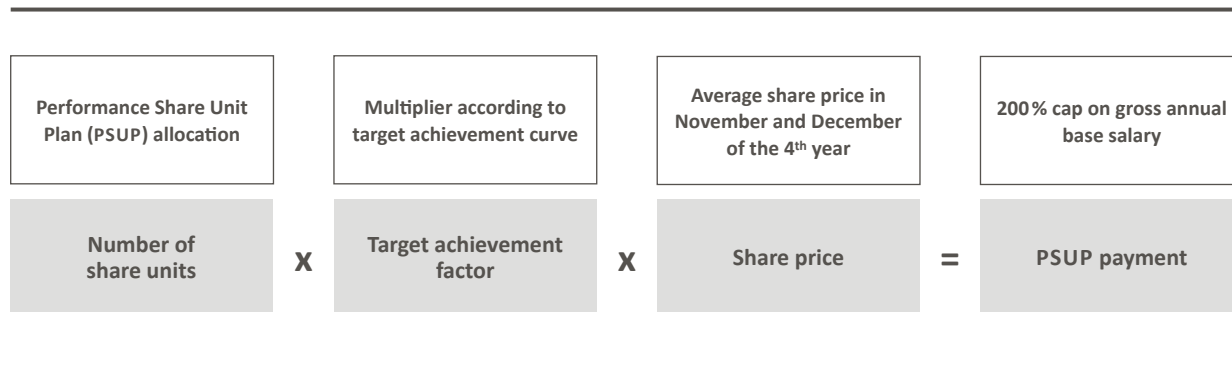 Performance Share Unit
Plan (PSUP) allocation
Multiplier according to
target achievement curve
Average share price in
November and December
of the 4th year
200 % cap on gross annual
base salary
Number of
share units
x
Target achievement
factor
x
Share price
=
PSUP payment